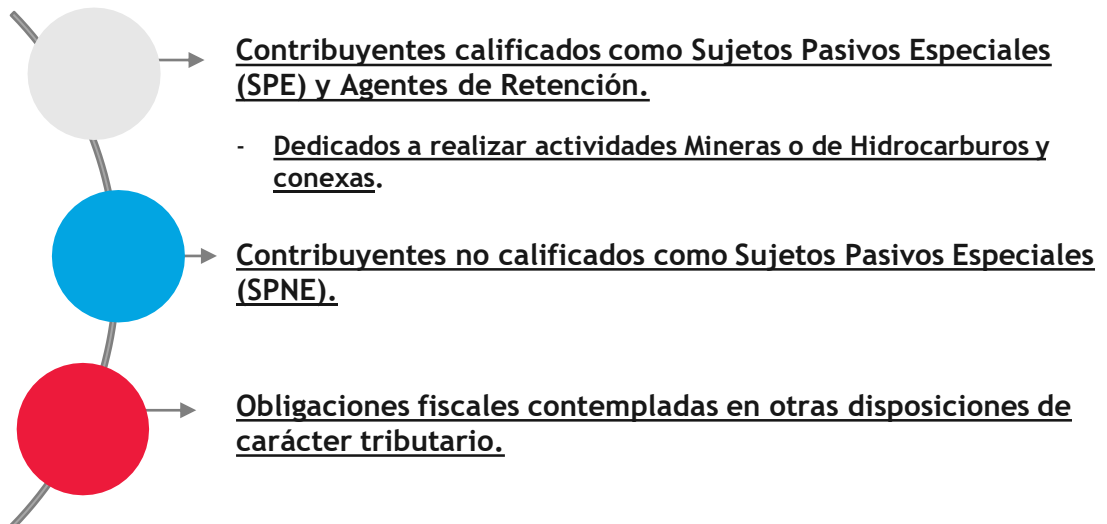 Contribuyentes calificados como Sujetos Pasivos Especiales
(SPE) y Agentes de Retención.
- Dedicados a realizar actividades Mineras o de Hidrocarburos y
conexas.
Contribuyentes no calificados como Sujetos Pasivos Especiales
(SPNE).
Obligaciones fiscales contempladas en otras disposiciones de
carácter tributario.